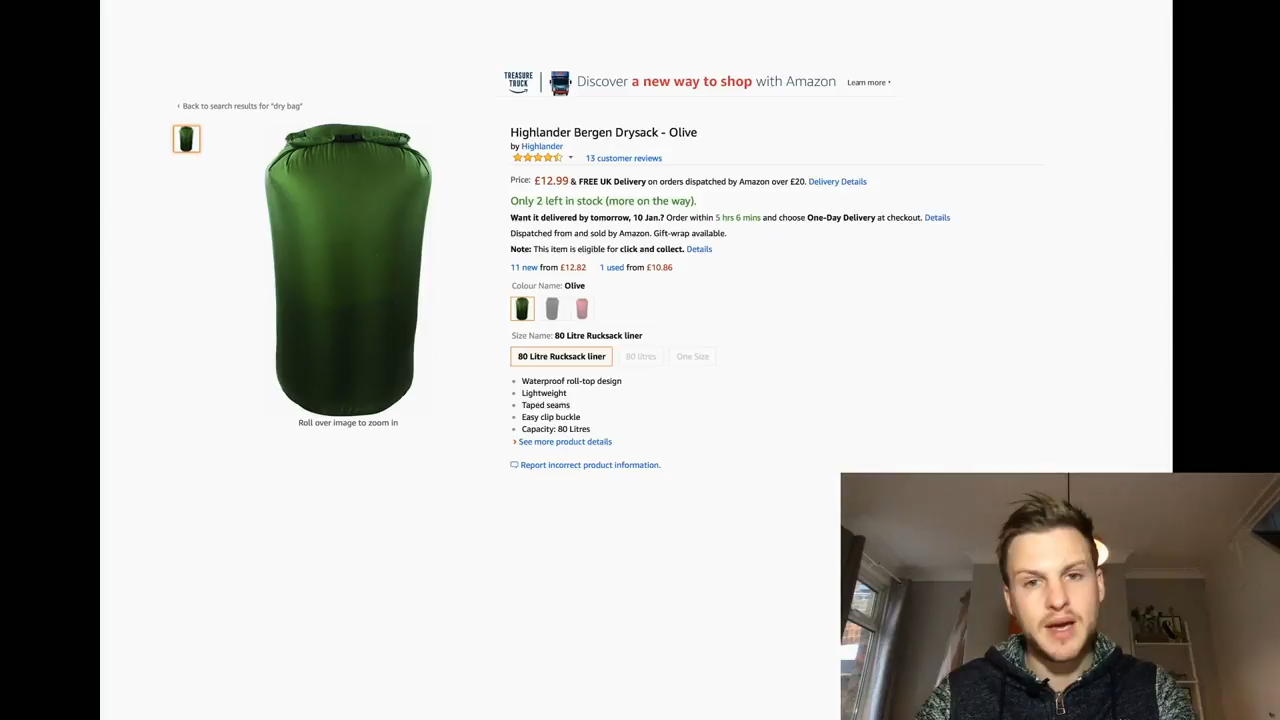 TREASURE
TRUCK
Discover a new way to shop with Amazon
Learn more
‹ Back to search results for "dry bag"
Highlander Bergen Drysack - Olive
by Highlander
13 customer reviews
Price: £12.99 & FREE UK Delivery on orders dispatched by Amazon over £20. Delivery Details
Only 2 left in stock (more on the way).
Want it delivered by tomorrow, 10 Jan.? Order within 5 hrs 6 mins and choose One-Day Delivery at checkout. Details
Dispatched from and sold by Amazon. Gift-wrap available.
Note: This item is eligible for click and collect. Details
11 new from £12.82 1 used from £10.86
Colour Name: Olive
Size Name: 80 Litre Rucksack liner
80 Litre Rucksack liner 80 litres One Size
Waterproof roll-top design
Lightweight
Taped seams
Easy clip buckle
Capacity: 80 Litres
› See more product details
Roll over image to zoom in
Report incorrect product information.